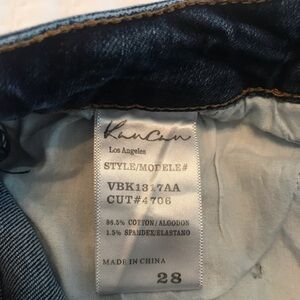 KanCan
Los Angeles
STYLE/MODELE#
VBK1317AA
CUT#4706
98.5% COTTON/ALGODON
1.5% SPANDEX/ELASTANO
MADE IN CHINA
28